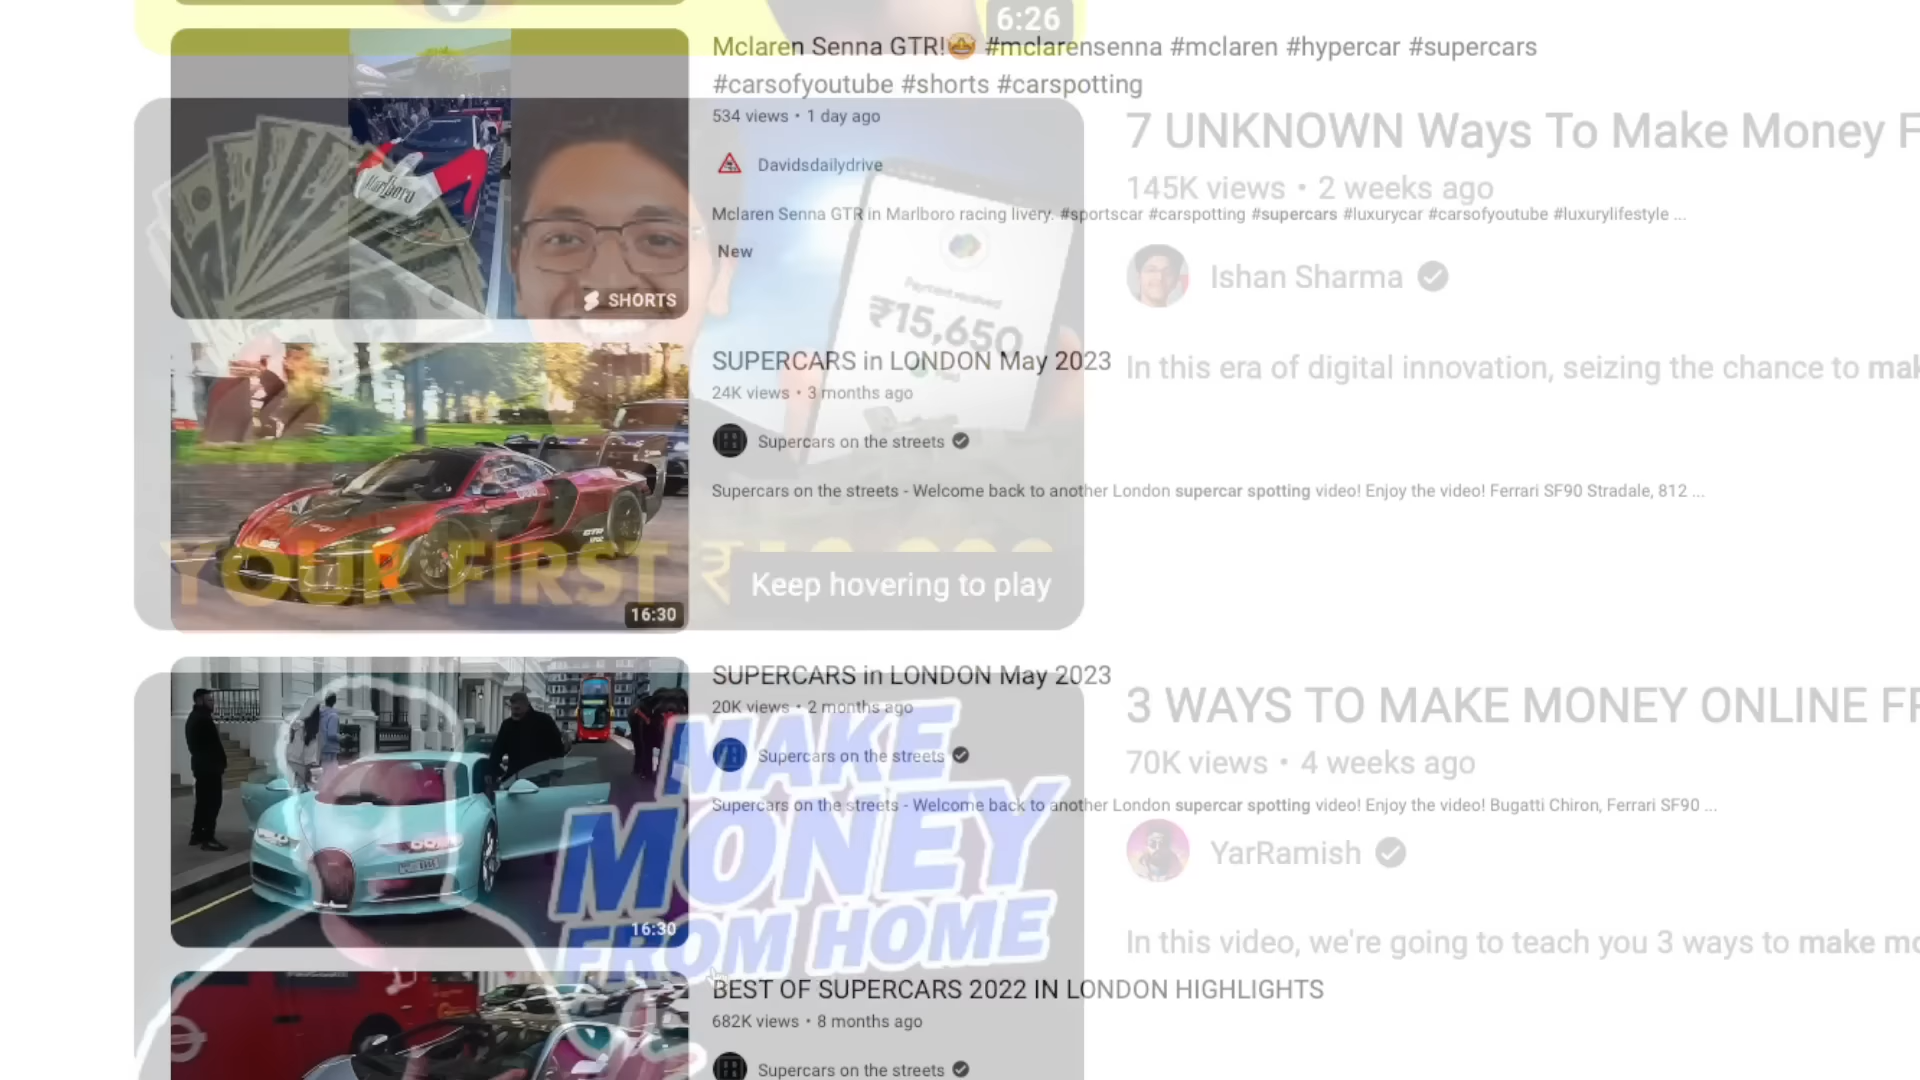 6:26
Mclaren Senna GTR!🤩 #mclarensenna #mclaren #hypercar #supercars
#carsofyoutube #shorts #carspotting
534 views • 1 day ago
Davidsdailydrive
Mclaren Senna GTR in Marlboro racing livery. #sportscar #carspotting #supercars #luxurycar #carsofyoutube #luxurylifestyle ...
New
Marlboro
SHORTS
7 UNKNOWN Ways To Make Money F
145K views • 2 weeks ago
Ishan Sharma
In this era of digital innovation, seizing the chance to mak
Payment received
₹15,650
Paid
SUPERCARS in LONDON May 2023
24K views • 3 months ago
Supercars on the streets
Supercars on the streets - Welcome back to another London supercar spotting video! Enjoy the video! Ferrari SF90 Stradale, 812 ...
YOUR FIRST ₹
16:30
Keep hovering to play
SUPERCARS in LONDON May 2023
20K views • 2 months ago
Supercars on the streets
Supercars on the streets - Welcome back to another London supercar spotting video! Enjoy the video! Bugatti Chiron, Ferrari SF90 ...
16:30
MAKE
MONEY
FROM HOME
3 WAYS TO MAKE MONEY ONLINE FR
70K views • 4 weeks ago
YarRamish
In this video, we're going to teach you 3 ways to make mo
BEST OF SUPERCARS 2022 IN LONDON HIGHLIGHTS
682K views • 8 months ago
Supercars on the streets